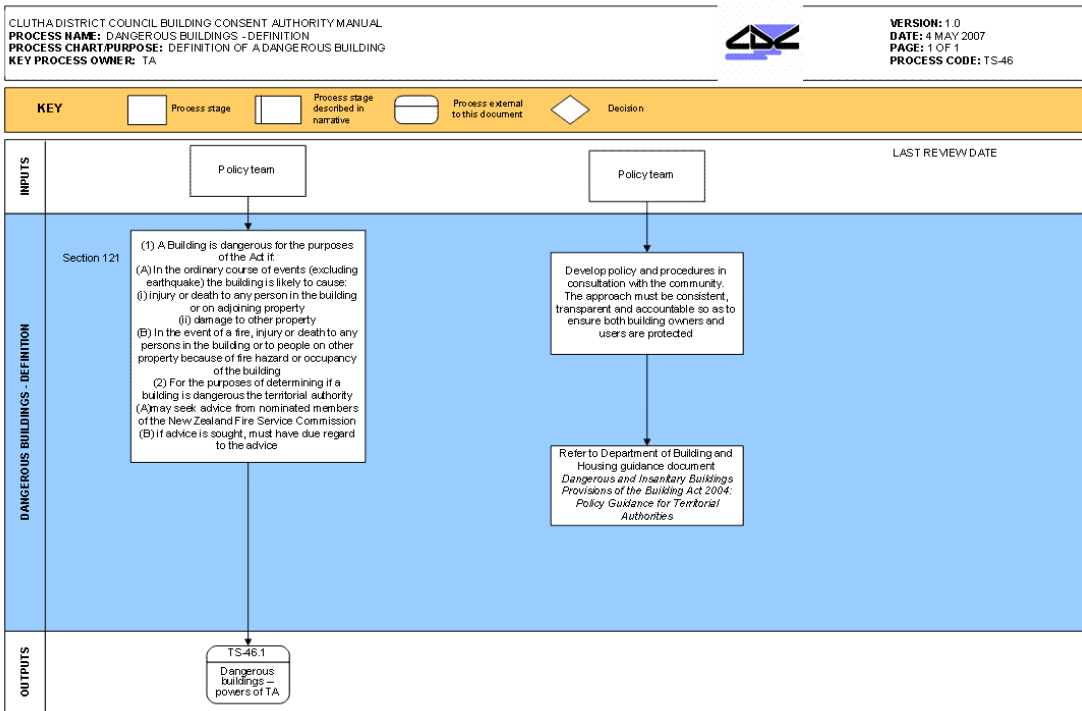 CLUTHA DISTRICT COUNCIL BUILDING CONSENT AUTHORITY MANUAL
PROCESS NAME: DANGEROUS BUILDINGS - DEFINITION
PROCESS CHART/PURPOSE: DEFINITION OF A DANGEROUS BUILDING
KEY PROCESS OWNER: TA
CDC
VERSION: 1.0
DATE: 4 MAY 2007
PAGE: 1 OF 1
PROCESS CODE: TS-46
KEY
Process stage
Process stage
described in
narrative
Process external
to this document
Decision
INPUTS
Policy team
Policy team
LAST REVIEW DATE
DANGEROUS BUILDINGS - DEFINITION
Section 121
(1) A Building is dangerous for the purposes
of the Act if:
(A) In the ordinary course of events (excluding
earthquake) the building is likely to cause:
(i) injury or death to any person in the building
or on adjoining property
(ii) damage to other property
(B) In the event of a fire, injury or death to any
persons in the building or to people on other
property because of fire hazard or occupancy
of the building
(2) For the purposes of determining if a
building is dangerous the territorial authority
(A)may seek advice from nominated members
of the New Zealand Fire Service Commission
(B) if advice is sought, must have due regard
to the advice
Develop policy and procedures in
consultation with the community.
The approach must be consistent,
transparent and accountable so as to
ensure both building owners and
users are protected
Refer to Department of Building and
Housing guidance document
Dangerous and Insanitary Buildings
Provisions of the Building Act 2004:
Policy Guidance for Territorial
Authorities
OUTPUTS
TS-46.1
Dangerous
buildings –
powers of TA